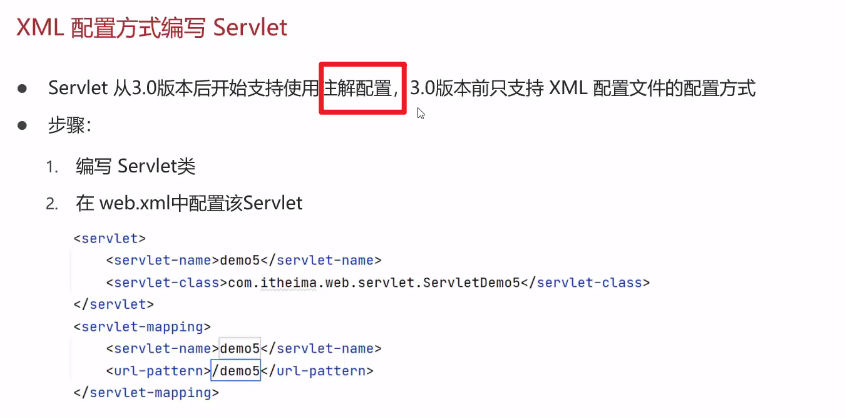 XML 配置方式编写 Servlet
● Servlet 从3.0版本后开始支持使用注解配置，3.0版本前只支持 XML 配置文件的配置方式
● 步骤：
1. 编写 Servlet类
2. 在 web.xml中配置该Servlet
<servlet>
    <servlet-name>demo5</servlet-name>
    <servlet-class>com.itheima.web.servlet.ServletDemo5</servlet-class>
</servlet>
<servlet-mapping>
    <servlet-name>demo5</servlet-name>
    <url-pattern>/demo5</url-pattern>
</servlet-mapping>